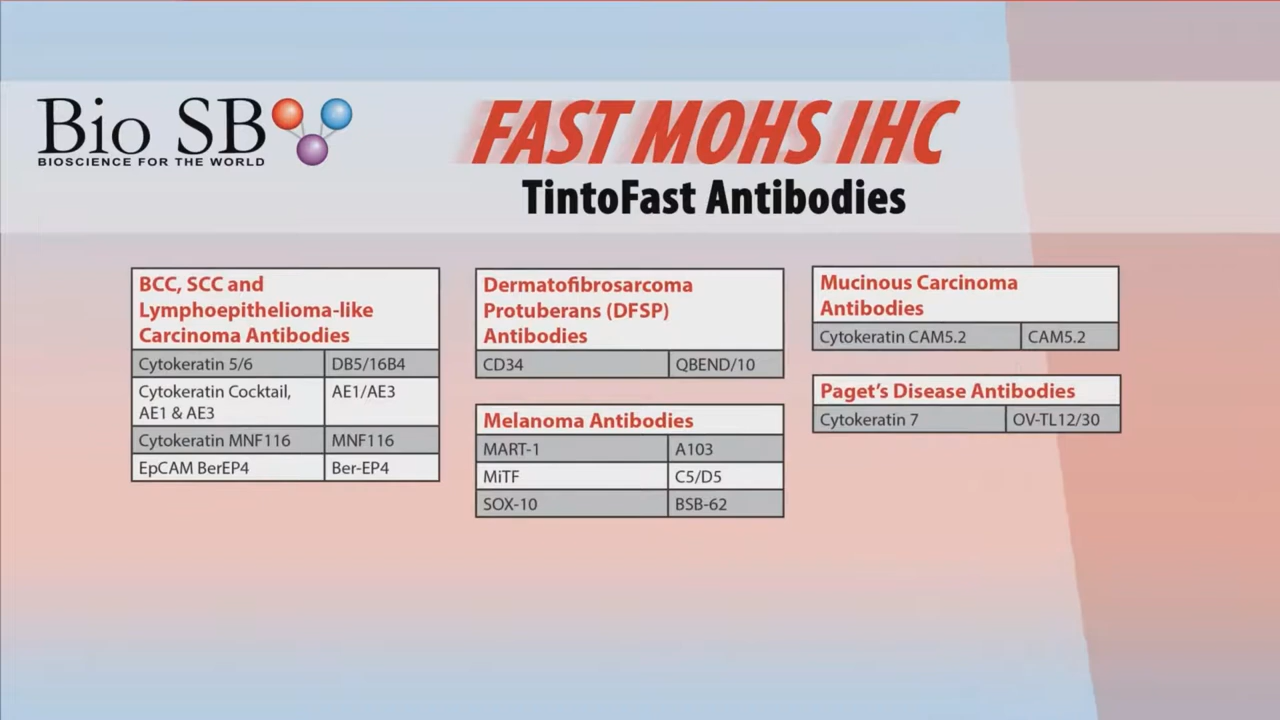 Bio SB
BIOSCIENCE FOR THE WORLD
FAST MOHS IHC
TintoFast Antibodies
BCC, SCC and
Lymphoepithelioma-like
Carcinoma Antibodies
Cytokeratin 5/6 DB5/16B4
Cytokeratin Cocktail, AE1/AE3
AE1 & AE3
Cytokeratin MNF116 MNF116
EpCAM BerEP4 Ber-EP4
Dermatofibrosarcoma
Protuberans (DFSP)
Antibodies
CD34 QBEND/10
Melanoma Antibodies
MART-1 A103
MiTF C5/D5
SOX-10 BSB-62
Mucinous Carcinoma
Antibodies
Cytokeratin CAM5.2 CAM5.2
Paget's Disease Antibodies
Cytokeratin 7 OV-TL12/30